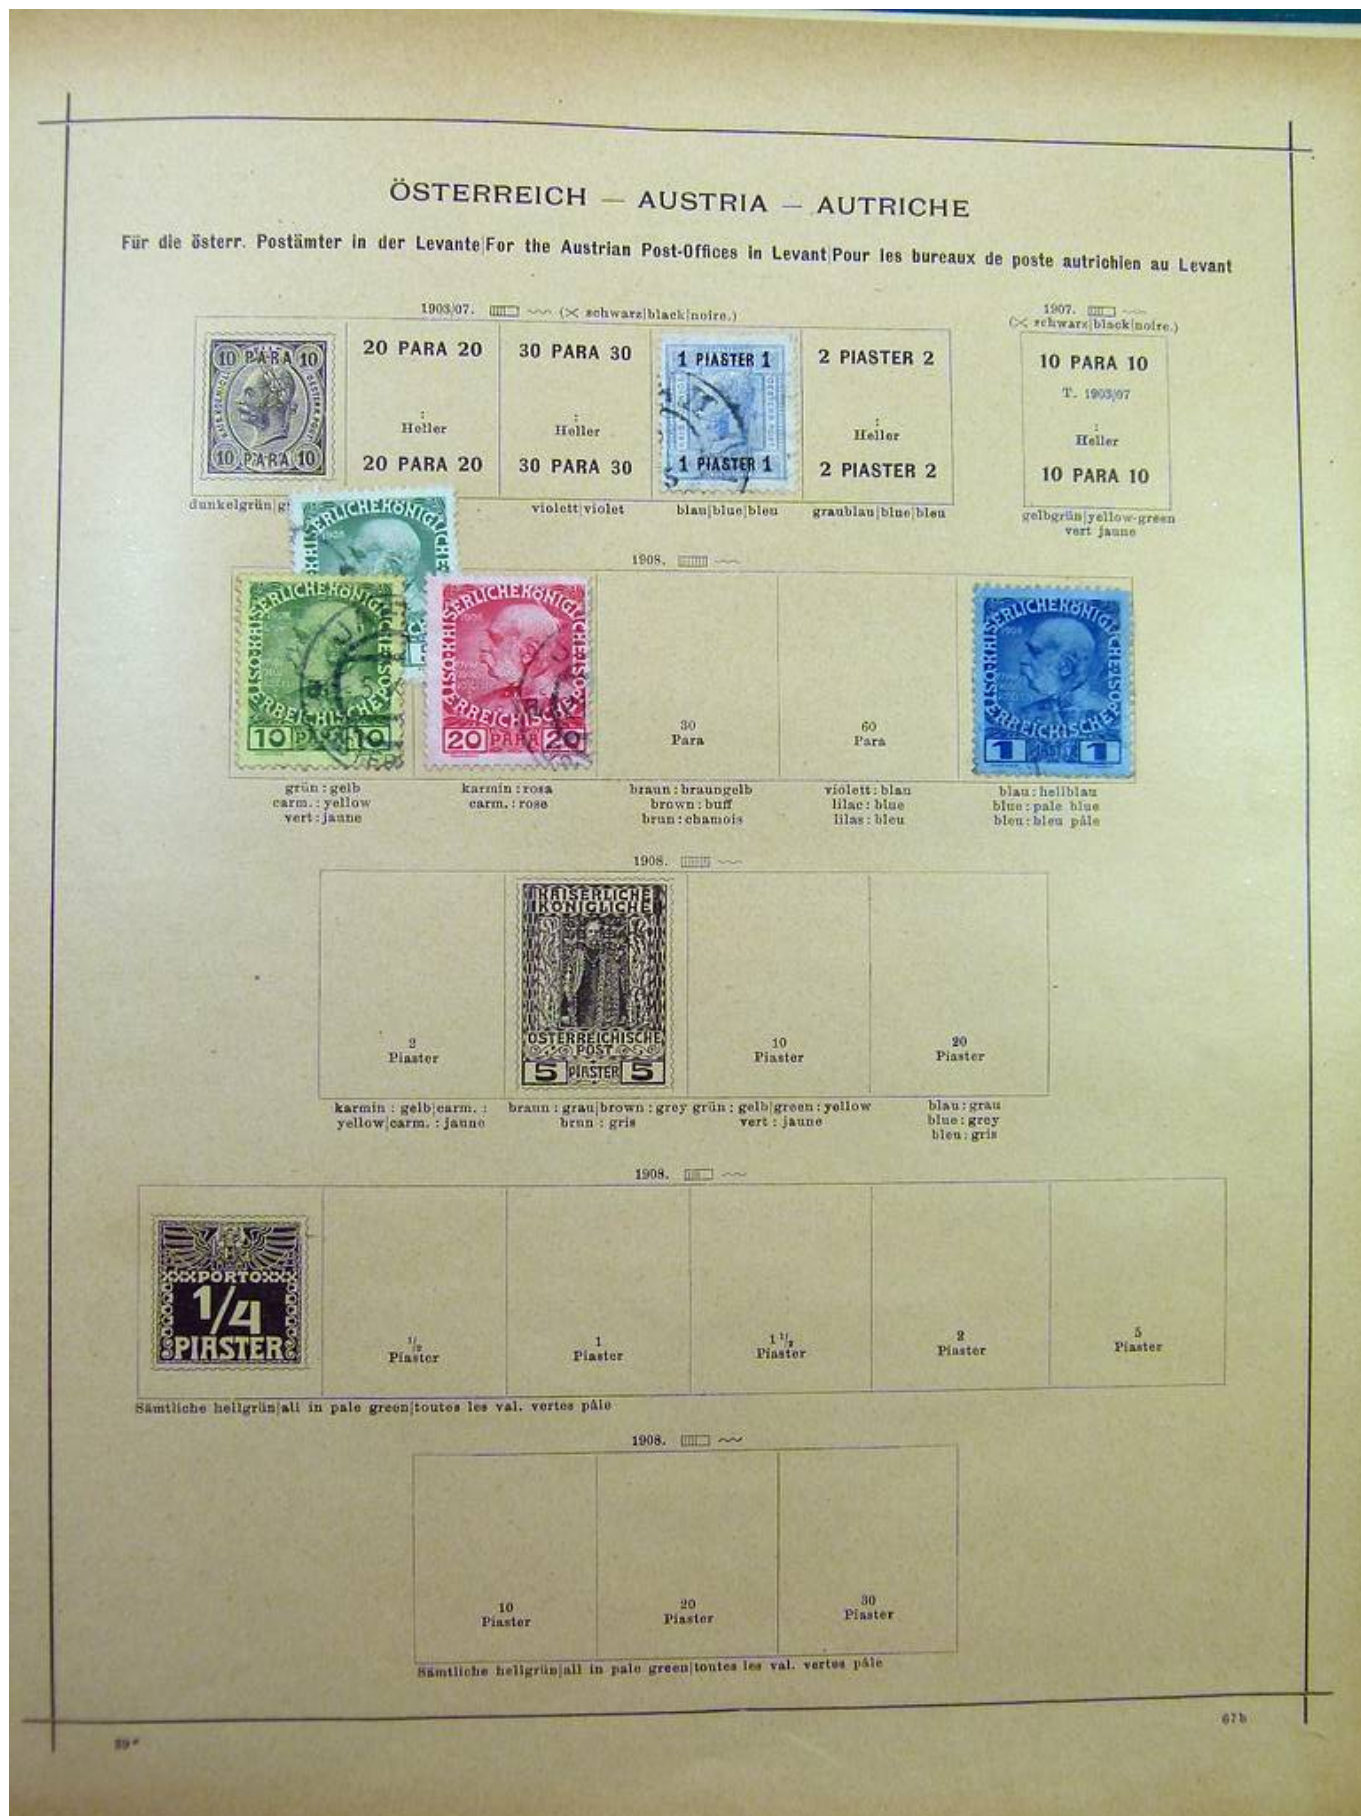 ÖSTERREICH — AUSTRIA — AUTRICHE
Für die österr. Postämter in der Levante|For the Austrian Post-Offices in Levant|Pour les bureaux de poste autrichien au Levant
1903/07. (schwarz|black|noire.)
1907.
(schwarz|black|noire.)
10 PARA 10
10 PARA 10
20 PARA 20
:
Heller
20 PARA 20
30 PARA 30
:
Heller
30 PARA 30
1 PIASTER 1
1 PIASTER 1
2 PIASTER 2
:
Heller
2 PIASTER 2
10 PARA 10
T. 1903/07
:
Heller
10 PARA 10
dunkelgrün|g
violett|violet
blau|blue|bleu
graublau|blue|bleu
gelbgrün|yellow-green
vert jaune
1908.
10 PARA 10
20 PARA 20
30
Para
60
Para
1 1
grün : gelb
carm. : yellow
vert : jaune
karmin : rosa
carm. : rose
braun : braungelb
brown : buff
brun : chamois
violett : blau
lilac : blue
lilas : bleu
blau : hellblau
blue : pale blue
bleu : bleu pâle
1908.
2
Piaster
KAISERLICHE
KÖNIGLICHE
ÖSTERREICHISCHE
POST
5 PIASTER 5
10
Piaster
20
Piaster
karmin : gelb|carm. :
yellow|carm. : jaune
braun : grau|brown : grey
brun : gris
grün : gelb|green : yellow
vert : jaune
blau : grau
blue : grey
bleu : gris
1908.
PORTO
1/4
PIASTER
1/2
Piaster
1
Piaster
1 1/2
Piaster
2
Piaster
5
Piaster
Sämtliche hellgrün|all in pale green|toutes les val. vertes pâle
1908.
10
Piaster
20
Piaster
30
Piaster
Sämtliche hellgrün|all in pale green|toutes les val. vertes pâle
67b